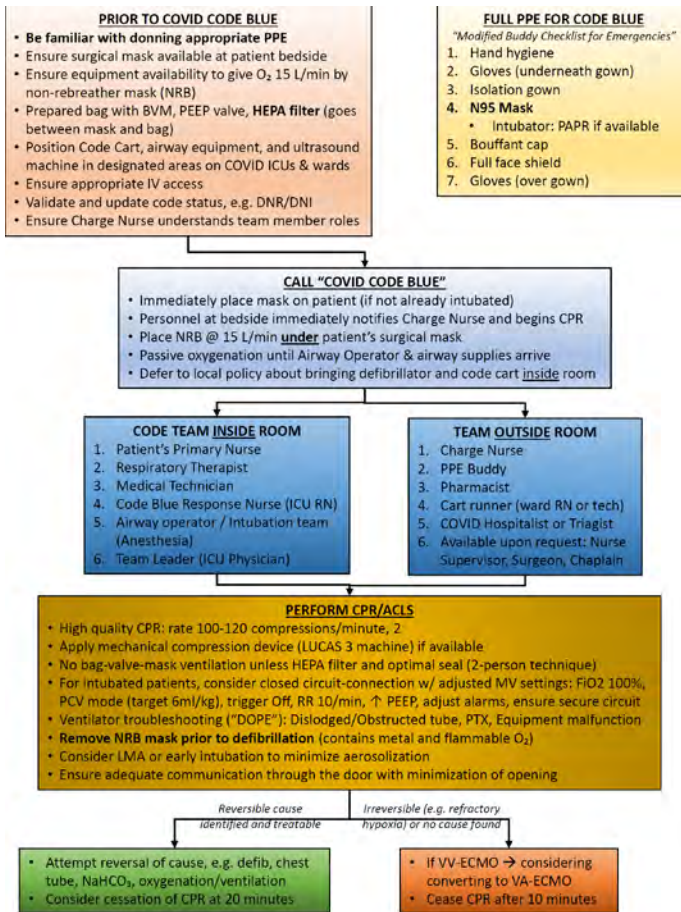 PRIOR TO COVID CODE BLUE
• Be familiar with donning appropriate PPE
• Ensure surgical mask available at patient bedside
• Ensure equipment availability to give O₂ 15 L/min by
non-rebreather mask (NRB)
• Prepared bag with BVM, PEEP valve, HEPA filter (goes
between mask and bag)
• Position Code Cart, airway equipment, and ultrasound
machine in designated areas on COVID ICUs & wards
• Ensure appropriate IV access
• Validate and update code status, e.g. DNR/DNI
• Ensure Charge Nurse understands team member roles
FULL PPE FOR CODE BLUE
"Modified Buddy Checklist for Emergencies"
1. Hand hygiene
2. Gloves (underneath gown)
3. Isolation gown
4. N95 Mask
• Intubator: PAPR if available
5. Bouffant cap
6. Full face shield
7. Gloves (over gown)
CALL "COVID CODE BLUE"
• Immediately place mask on patient (if not already intubated)
• Personnel at bedside immediately notifies Charge Nurse and begins CPR
• Place NRB @ 15 L/min under patient's surgical mask
• Passive oxygenation until Airway Operator & airway supplies arrive
• Defer to local policy about bringing defibrillator and code cart inside room
CODE TEAM INSIDE ROOM
1. Patient's Primary Nurse
2. Respiratory Therapist
3. Medical Technician
4. Code Blue Response Nurse (ICU RN)
5. Airway operator / Intubation team
(Anesthesia)
6. Team Leader (ICU Physician)
TEAM OUTSIDE ROOM
1. Charge Nurse
2. PPE Buddy
3. Pharmacist
4. Cart runner (ward RN or tech)
5. COVID Hospitalist or Triagist
6. Available upon request: Nurse
Supervisor, Surgeon, Chaplain
PERFORM CPR/ACLS
• High quality CPR: rate 100-120 compressions/minute, 2
• Apply mechanical compression device (LUCAS 3 machine) if available
• No bag-valve-mask ventilation unless HEPA filter and optimal seal (2-person technique)
• For intubated patients, consider closed circuit-connection w/ adjusted MV settings: FiO2 100%,
PCV mode (target 6ml/kg), trigger Off, RR 10/min, ↑ PEEP, adjust alarms, ensure secure circuit
• Ventilator troubleshooting ("DOPE"): Dislodged/Obstructed tube, PTX, Equipment malfunction
• Remove NRB mask prior to defibrillation (contains metal and flammable O₂)
• Consider LMA or early intubation to minimize aerosolization
• Ensure adequate communication through the door with minimization of opening
Reversible cause
identified and treatable
Irreversible (e.g. refractory
hypoxia) or no cause found
• Attempt reversal of cause, e.g. defib, chest
tube, NaHCO₃, oxygenation/ventilation
• Consider cessation of CPR at 20 minutes
• If VV-ECMO → considering
converting to VA-ECMO
• Cease CPR after 10 minutes